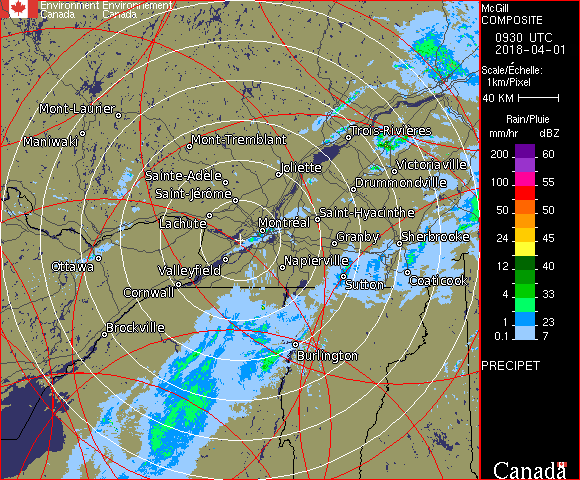 Environment Environnement
Canada Canada
Mont-Laurier
Maniwaki
Mont-Tremblant
Trois-Rivières
Joliette
Victoriaville
Sainte-Adèle
Drummondville
Saint-Jérôme
Lachute
Montréal
Saint-Hyacinthe
Granby
Sherbrooke
Ottawa
Valleyfield
Napierville
Cornwall
Sutton
Coaticook
Brockville
Burlington
McGill
COMPOSITE
0930 UTC
2018-04-01
Scale/Échelle:
1km/Pixel
40 KM
Rain/Pluie
mm/hr dBZ
200 60
57
100 55
50 50
24 45
12 40
4 33
1 23
0.1 7
PRECIPET
Canada